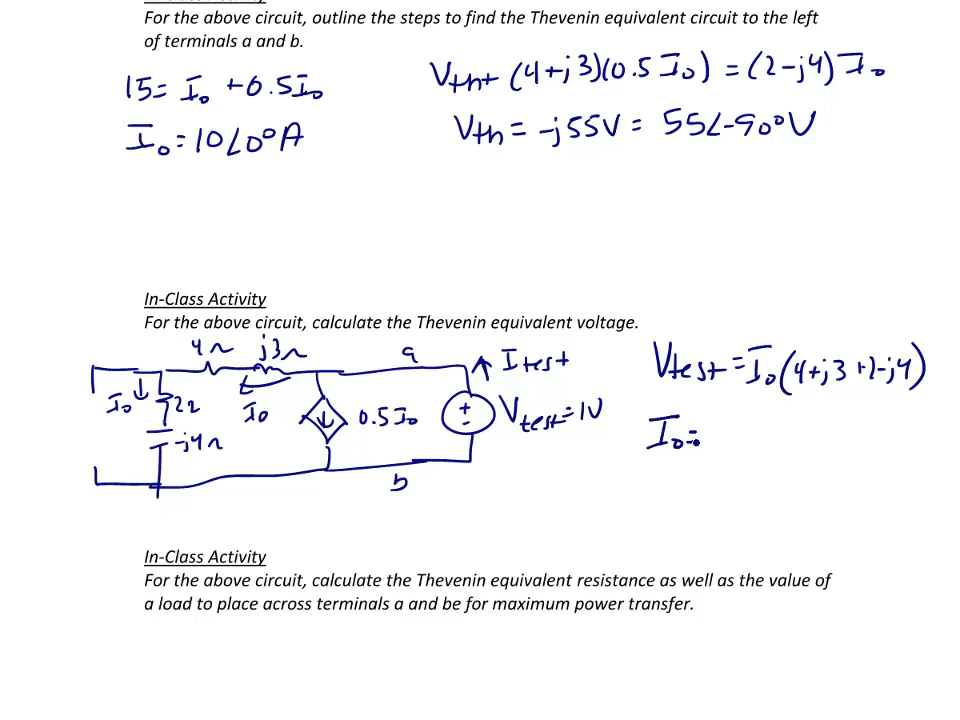 In-Class Activity
For the above circuit, outline the steps to find the Thevenin equivalent circuit to the left
of terminals a and b.
15 = I₀ + 0.5I₀
I₀ = 10∠0° A
Vth + (4+j3)(0.5I₀) = (2-j4)I₀
Vth = -j55V = 55∠-90° V
In-Class Activity
For the above circuit, calculate the Thevenin equivalent voltage.
4Ω j3Ω a
I₀ 2Ω I₀ 0.5I₀
-j4Ω
b
+ -
Itest
Vtest = 1V
Vtest = I₀(4+j3+2-j4)
I₀ =
In-Class Activity
For the above circuit, calculate the Thevenin equivalent resistance as well as the value of
a load to place across terminals a and be for maximum power transfer.